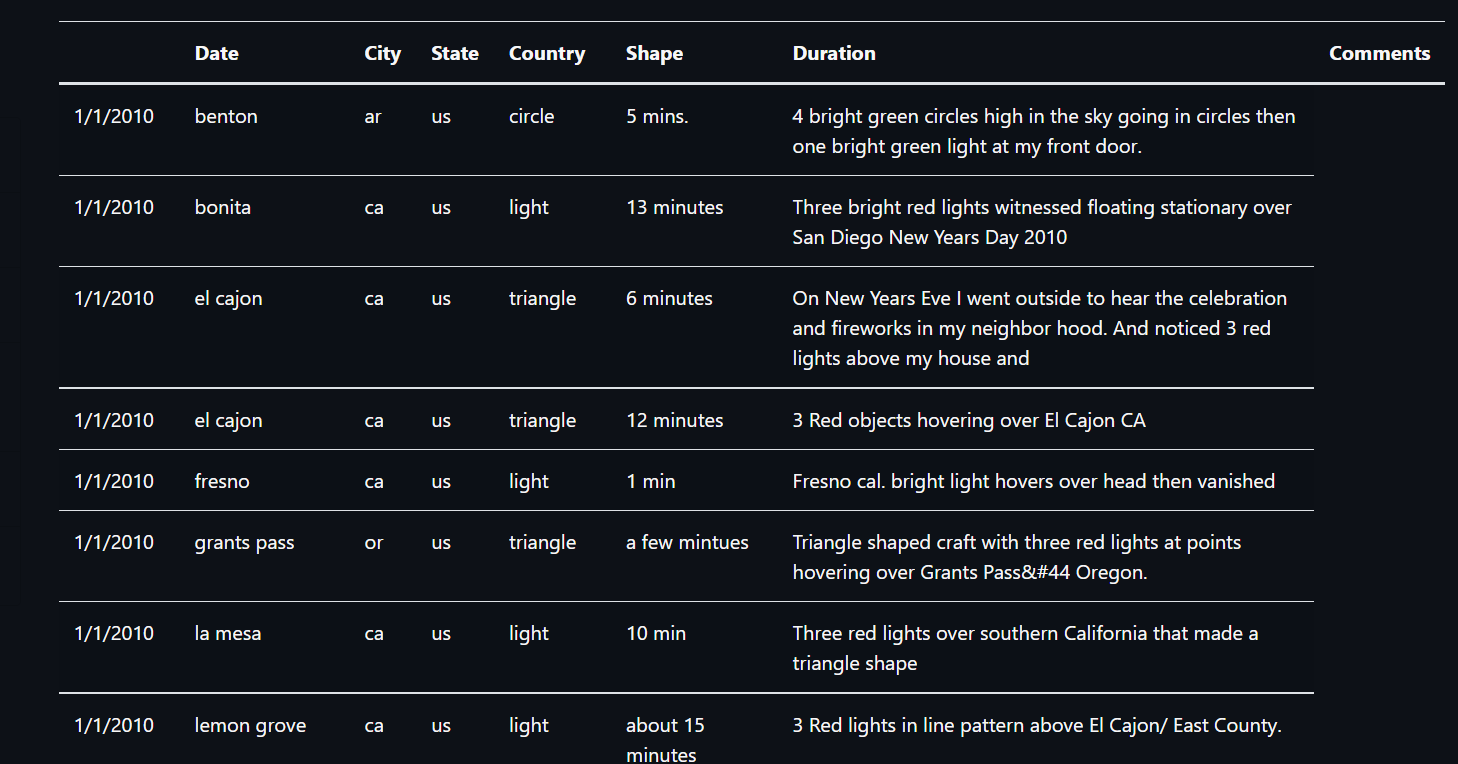 Date City State Country Shape Duration Comments
1/1/2010 benton ar us circle 5 mins. 4 bright green circles high in the sky going in circles then
one bright green light at my front door.
1/1/2010 bonita ca us light 13 minutes Three bright red lights witnessed floating stationary over
San Diego New Years Day 2010
1/1/2010 el cajon ca us triangle 6 minutes On New Years Eve I went outside to hear the celebration
and fireworks in my neighbor hood. And noticed 3 red
lights above my house and
1/1/2010 el cajon ca us triangle 12 minutes 3 Red objects hovering over El Cajon CA
1/1/2010 fresno ca us light 1 min Fresno cal. bright light hovers over head then vanished
1/1/2010 grants pass or us triangle a few mintues Triangle shaped craft with three red lights at points
hovering over Grants Pass&#44 Oregon.
1/1/2010 la mesa ca us light 10 min Three red lights over southern California that made a
triangle shape
1/1/2010 lemon grove ca us light about 15 3 Red lights in line pattern above El Cajon/ East County.
minutes